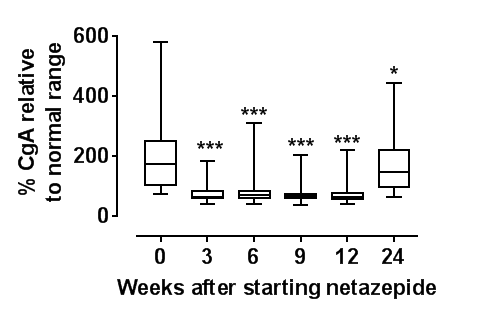 % CgA relative
to normal range
600
400
200
0
***
***
***
***
*
0 3 6 9 12 24
Weeks after starting netazepide